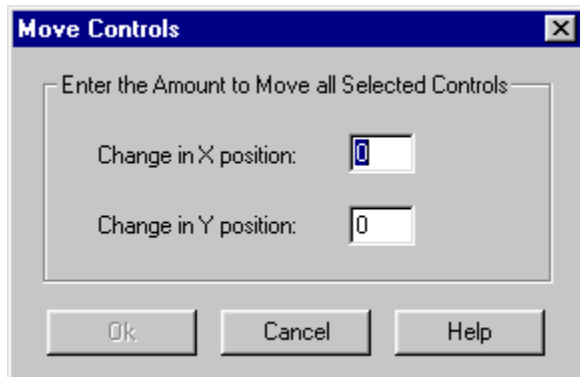 Move Controls
Enter the Amount to Move all Selected Controls
Change in X position: 0
Change in Y position: 0
Ok Cancel Help